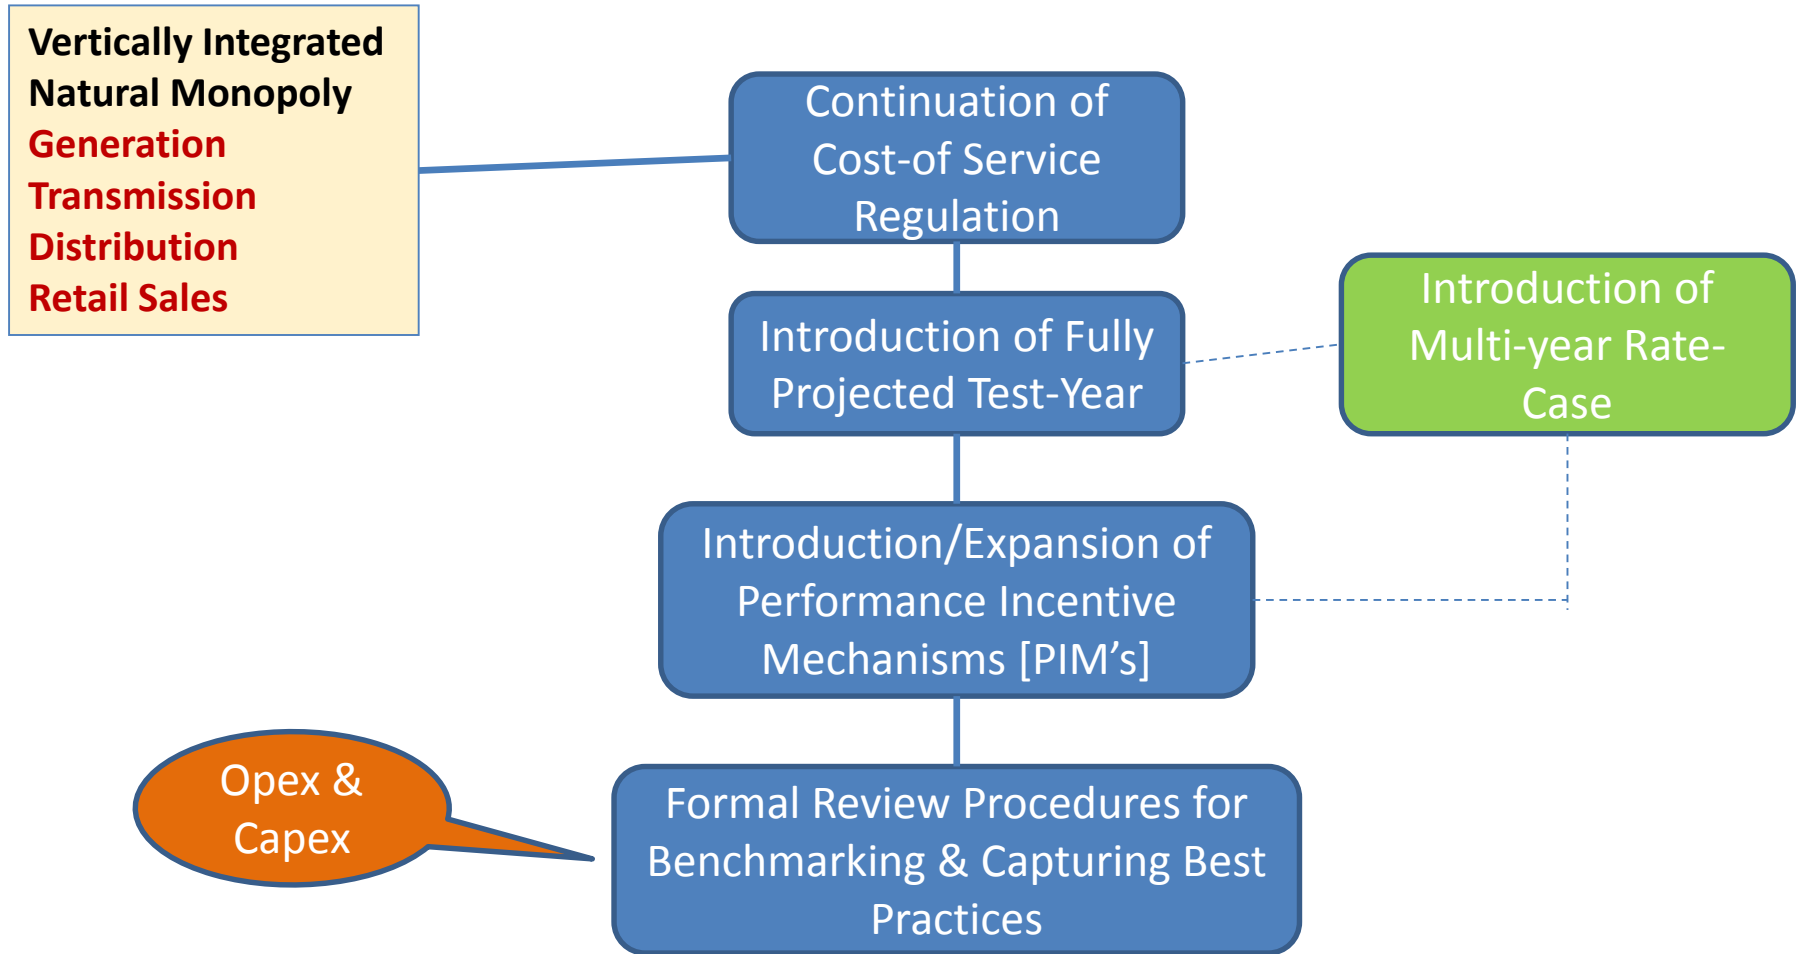 Vertically Integrated
Natural Monopoly
Generation
Transmission
Distribution
Retail Sales
Continuation of
Cost-of Service
Regulation
Introduction of Fully
Projected Test-Year
Introduction of
Multi-year Rate-
Case
Introduction/Expansion of
Performance Incentive
Mechanisms [PIM’s]
Opex &
Capex
Formal Review Procedures for
Benchmarking & Capturing Best
Practices